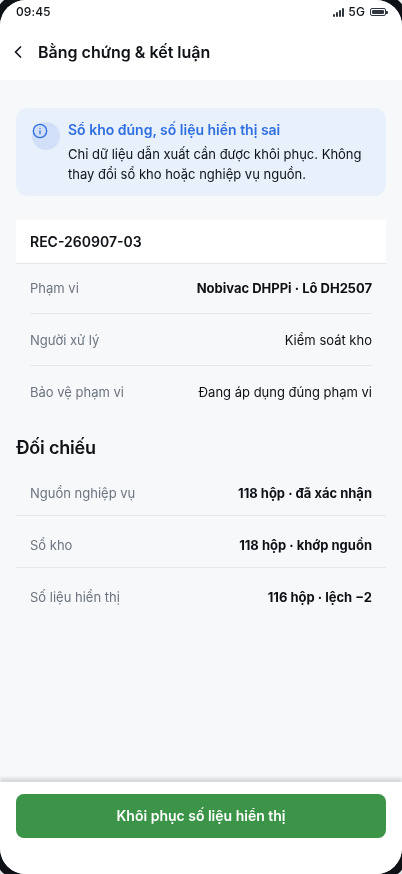 09:45
5G
Bằng chứng & kết luận
Sổ kho đúng, số liệu hiển thị sai
Chỉ dữ liệu dẫn xuất cần được khôi phục. Không
thay đổi sổ kho hoặc nghiệp vụ nguồn.
REC-260907-03
Phạm vi
Nobivac DHPPi · Lô DH2507
Người xử lý
Kiểm soát kho
Bảo vệ phạm vi
Đang áp dụng đúng phạm vi
Đối chiếu
Nguồn nghiệp vụ
118 hộp · đã xác nhận
Sổ kho
118 hộp · khớp nguồn
Số liệu hiển thị
116 hộp · lệch −2
Khôi phục số liệu hiển thị